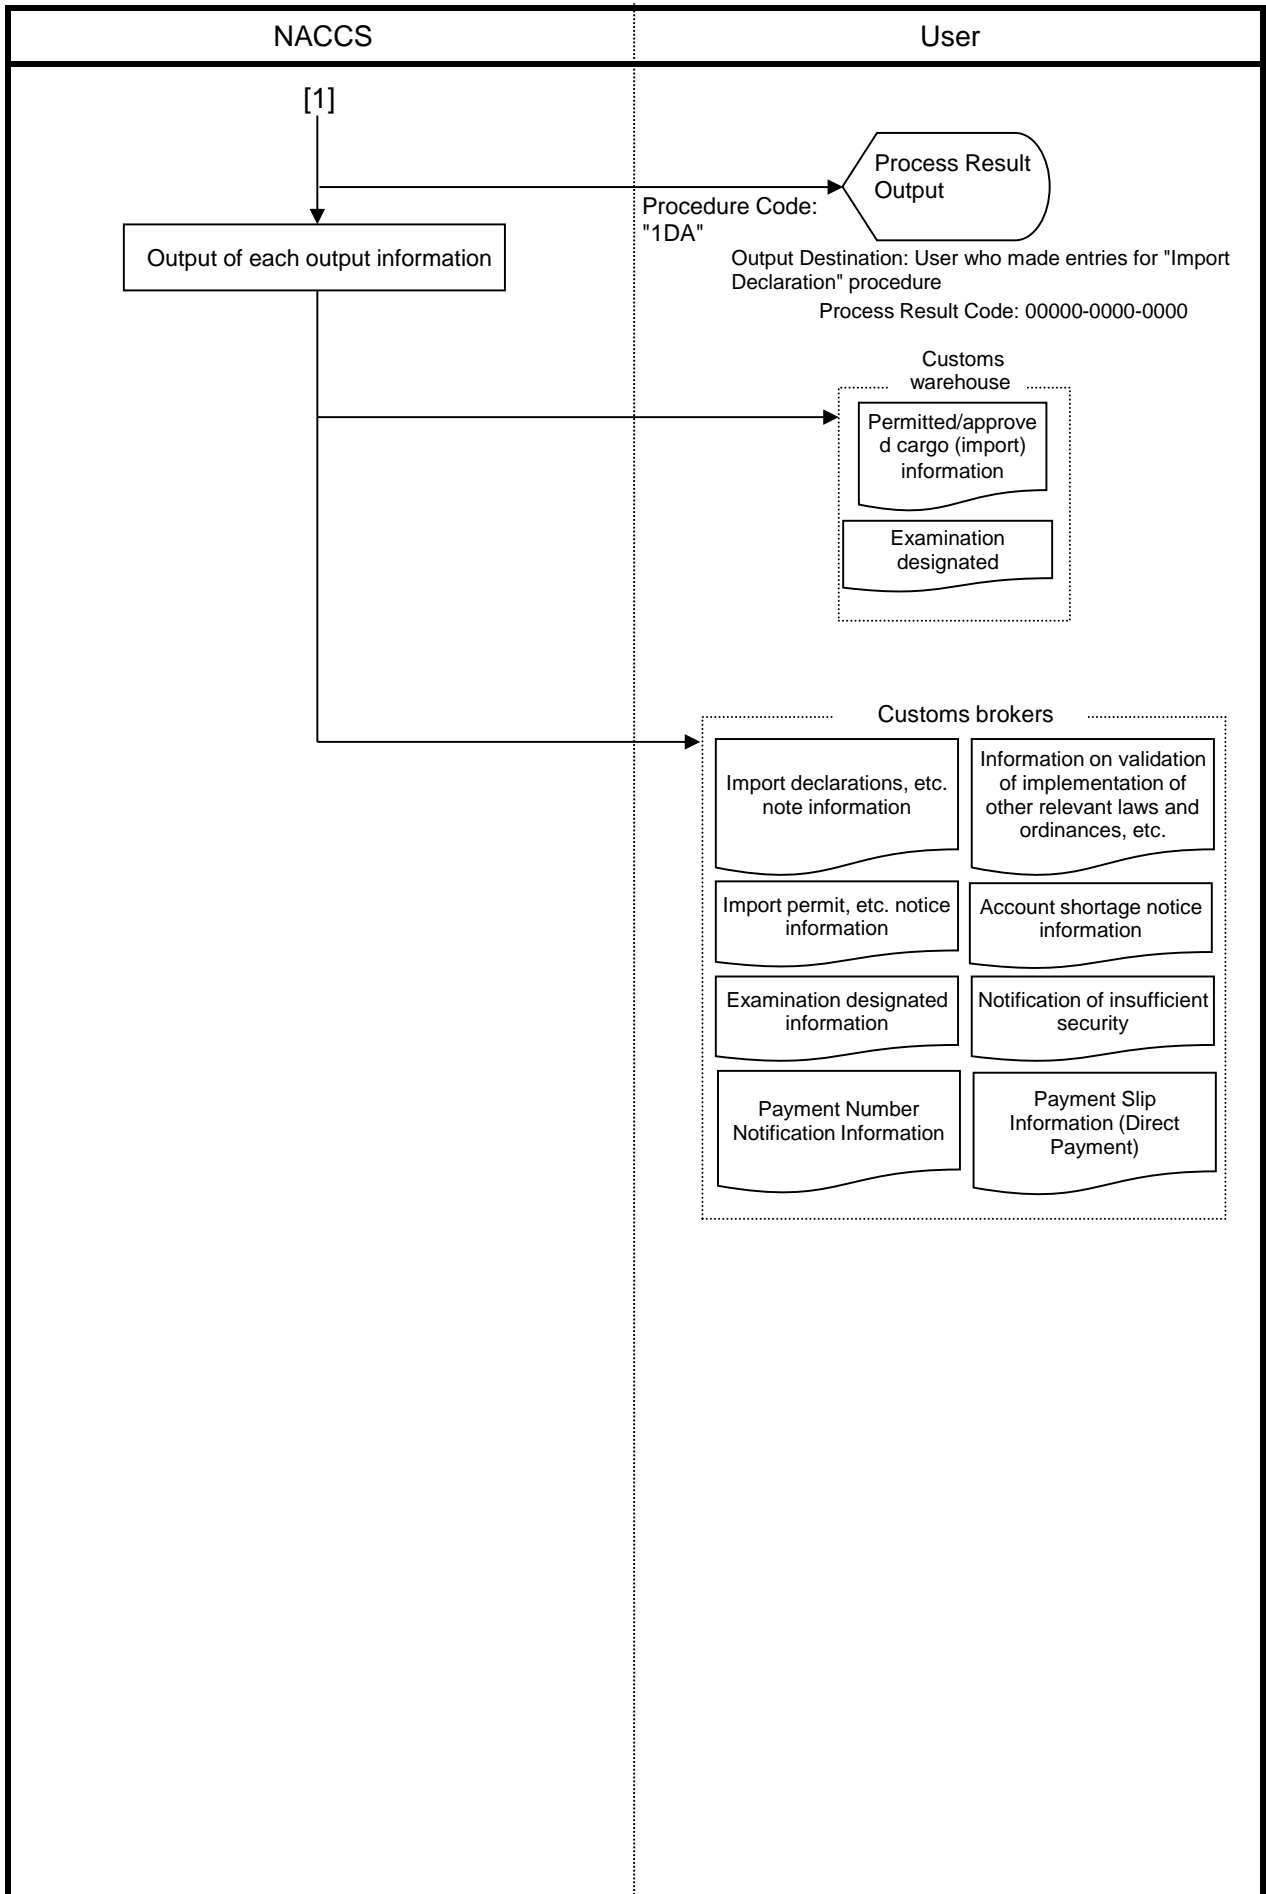 NACCS
User
[1]
Process Result
Output
Procedure Code:
"1DA"
Output of each output information
Output Destination: User who made entries for "Import
Declaration" procedure
Process Result Code: 00000-0000-0000
Customs
warehouse
Permitted/approve
d cargo (import)
information
Examination
designated
Customs brokers
Import declarations, etc.
note information
Information on validation
of implementation of
other relevant laws and
ordinances, etc.
Import permit, etc. notice
information
Account shortage notice
information
Examination designated
information
Notification of insufficient
security
Payment Number
Notification Information
Payment Slip
Information (Direct
Payment)